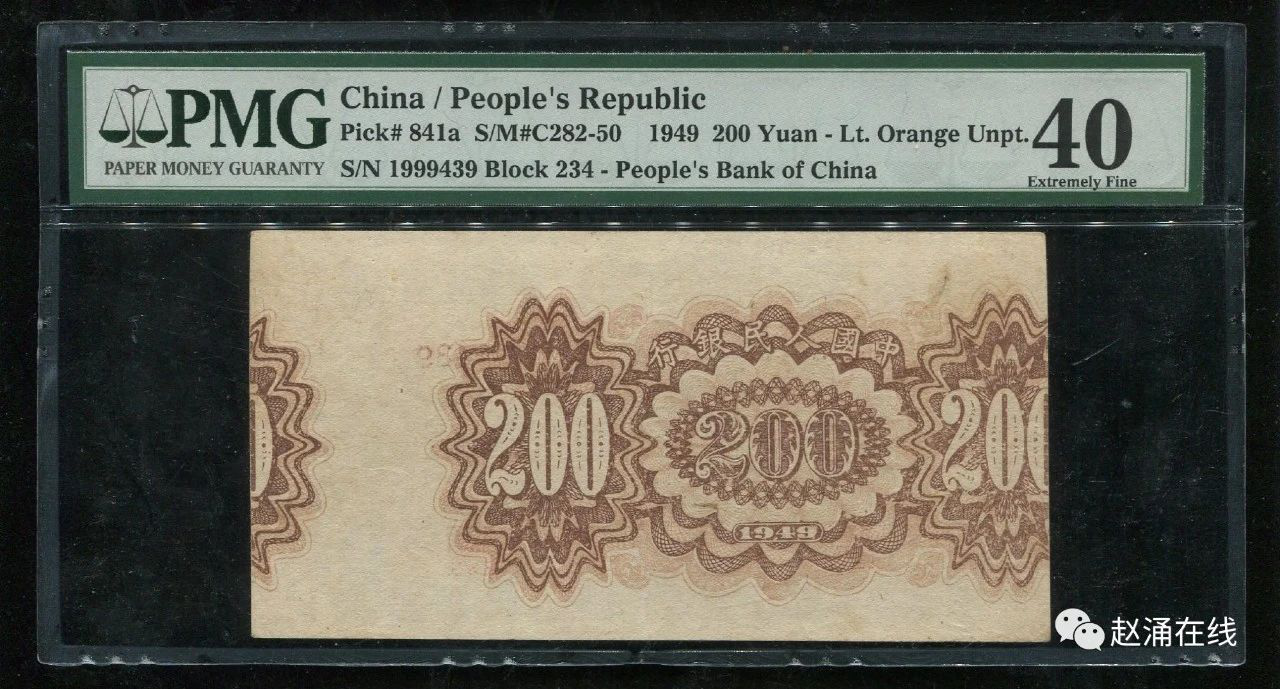 PMG
PAPER MONEY GUARANTY
China / People's Republic
Pick# 841a S/M#C282-50 1949 200 Yuan - Lt. Orange Unpt.
S/N 1999439 Block 234 - People's Bank of China
40
Extremely Fine
行銀民人國中
200
200
200
1949
赵涌在线